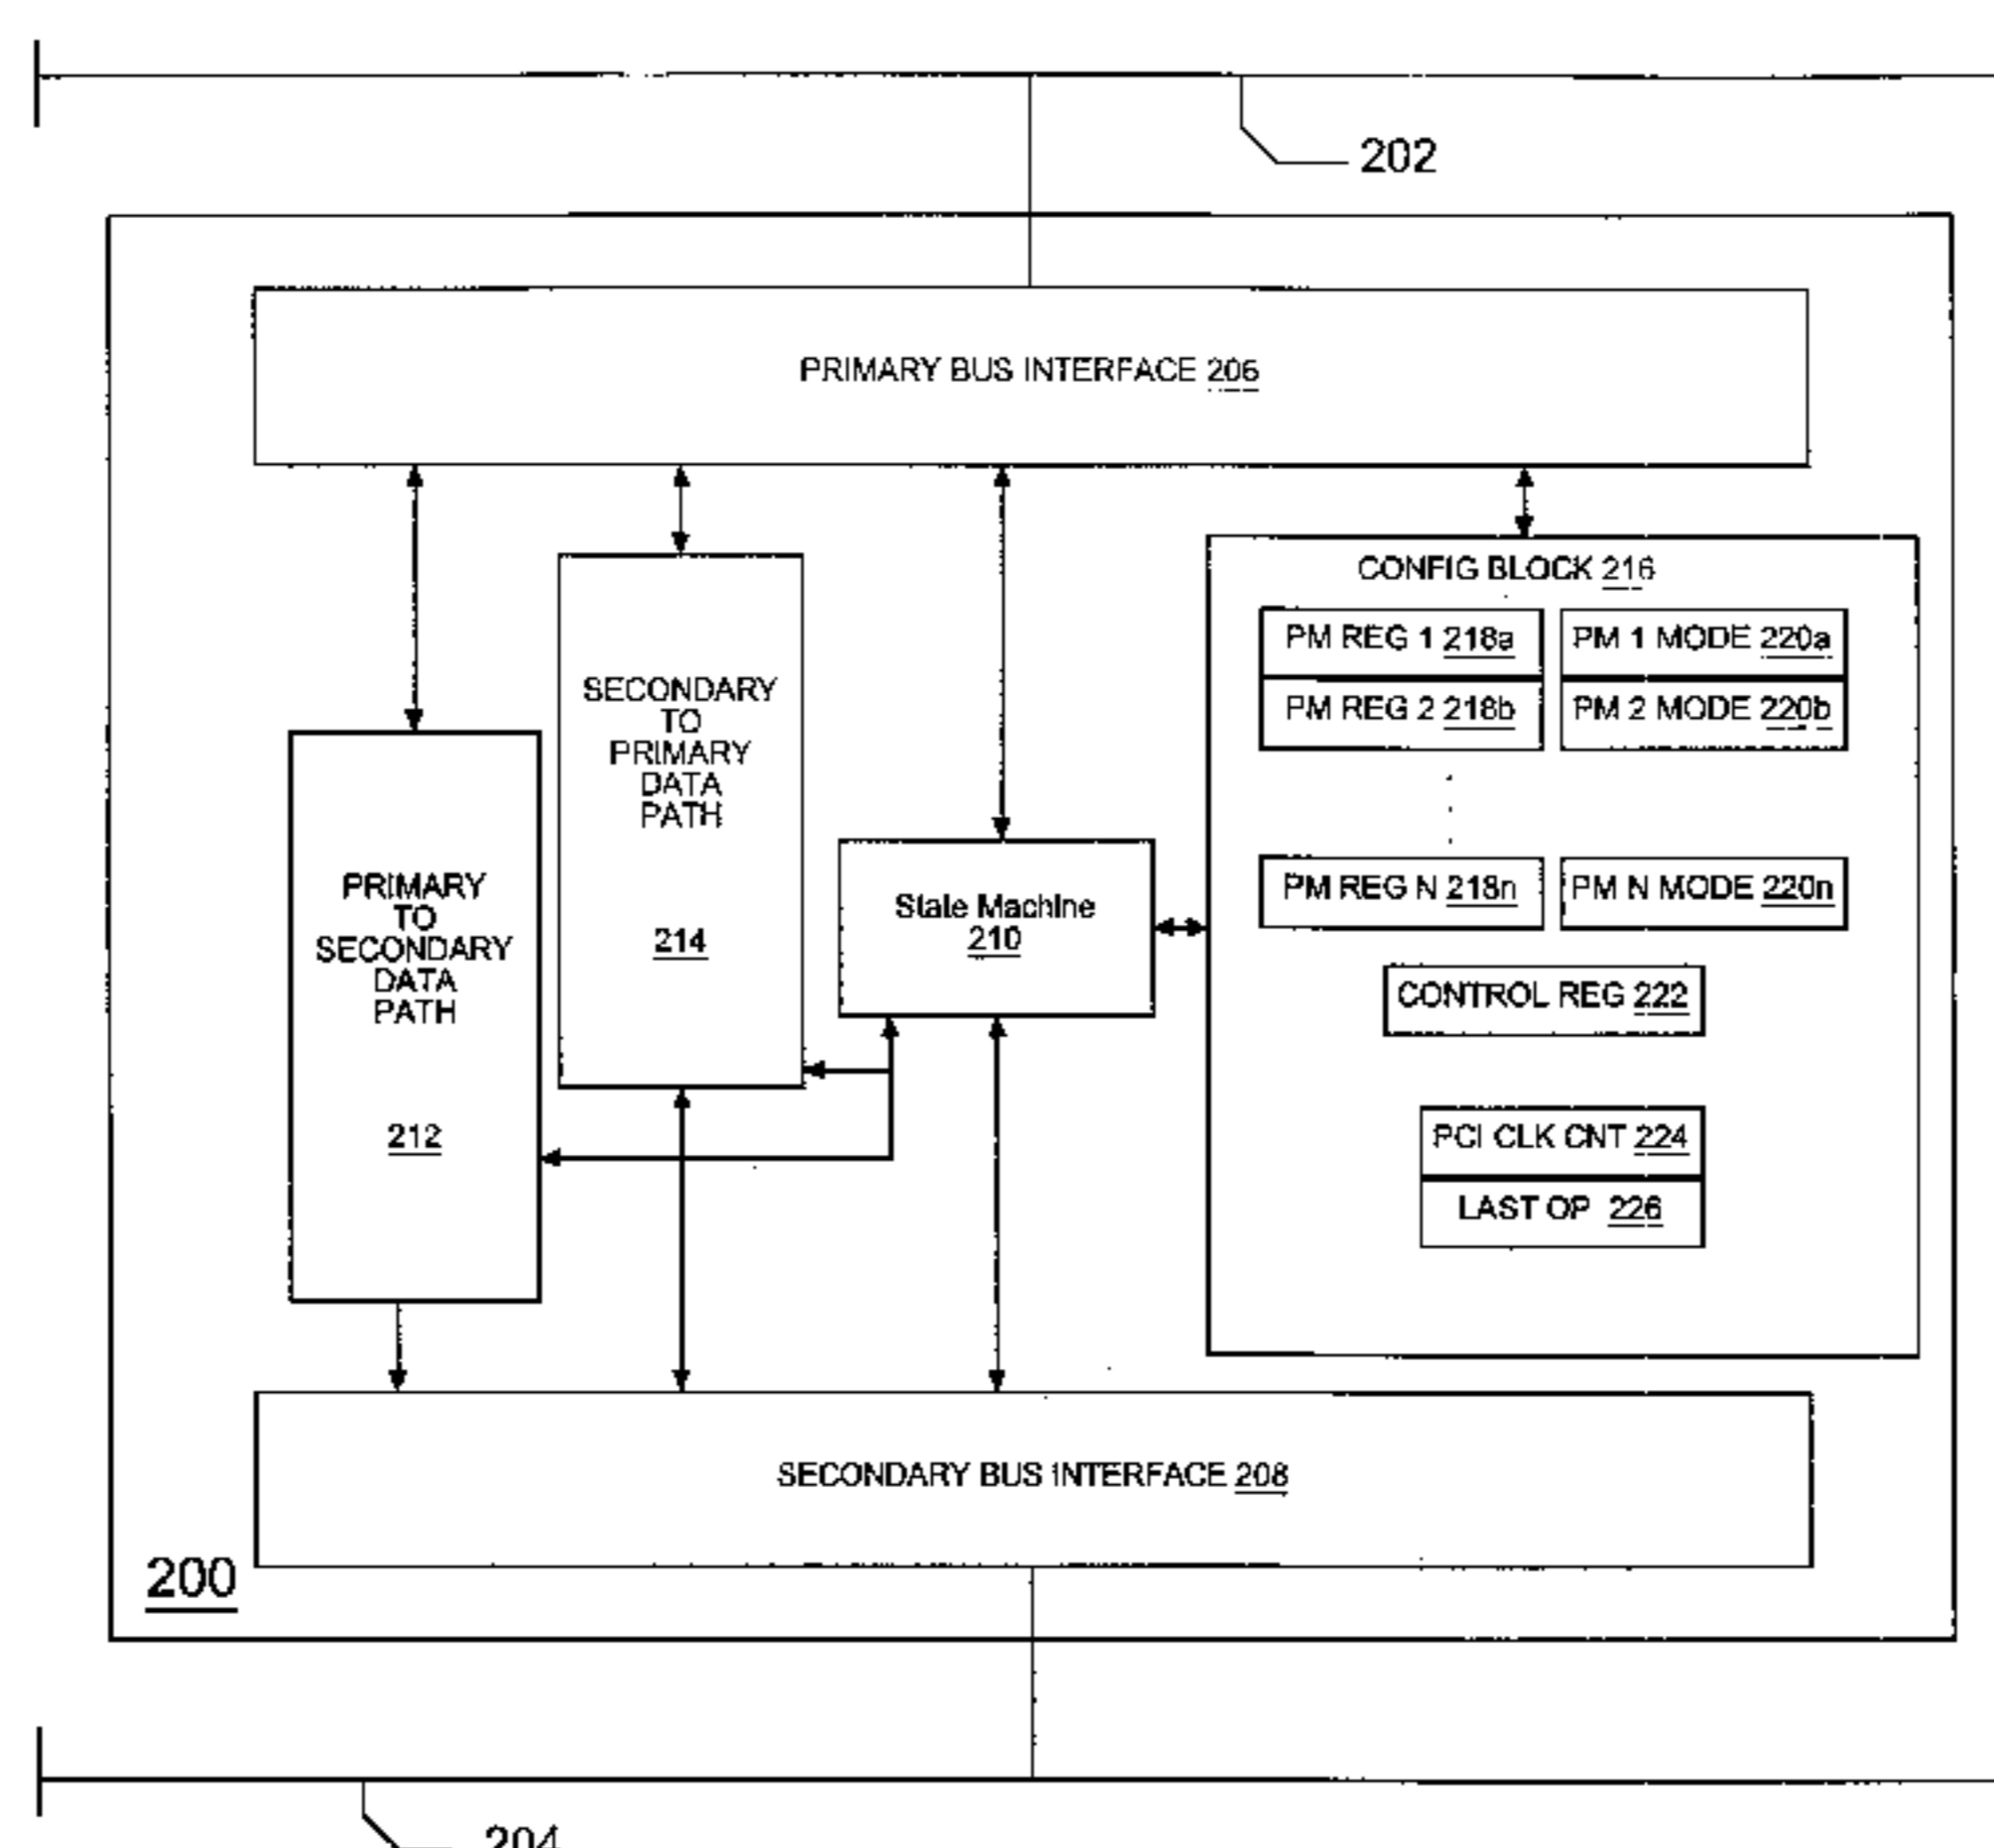 202
PRIMARY BUS INTERFACE 206
CONFIG BLOCK 216
PM REG 1 218a
PM 1 MODE 220a
PM REG 2 218b
PM 2 MODE 220b
PM REG N 218n
PM N MODE 220n
CONTROL REG 222
PCI CLK CNT 224
LAST OP 226
SECONDARY
TO
PRIMARY
DATA
PATH
214
State Machine
210
PRIMARY
TO
SECONDARY
DATA
PATH
212
SECONDARY BUS INTERFACE 208
200
204